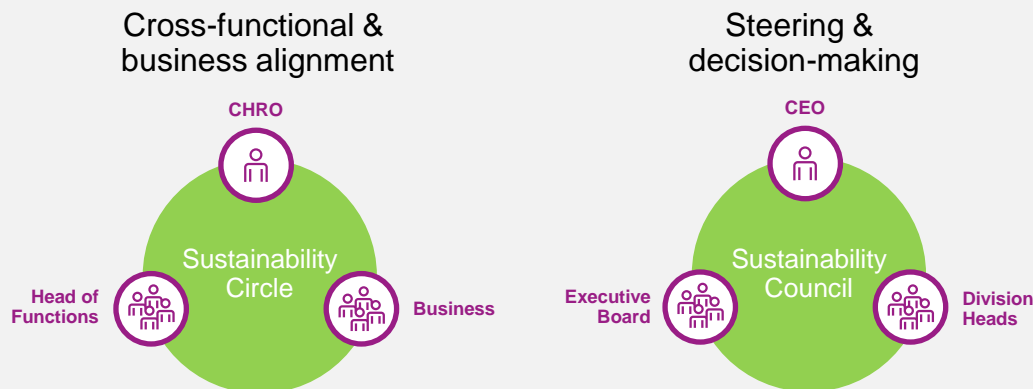 Cross-functional &
business alignment
CHRO
Sustainability
Circle
Head of
Functions
Business
Steering &
decision-making
CEO
Sustainability
Council
Executive
Board
Division
Heads